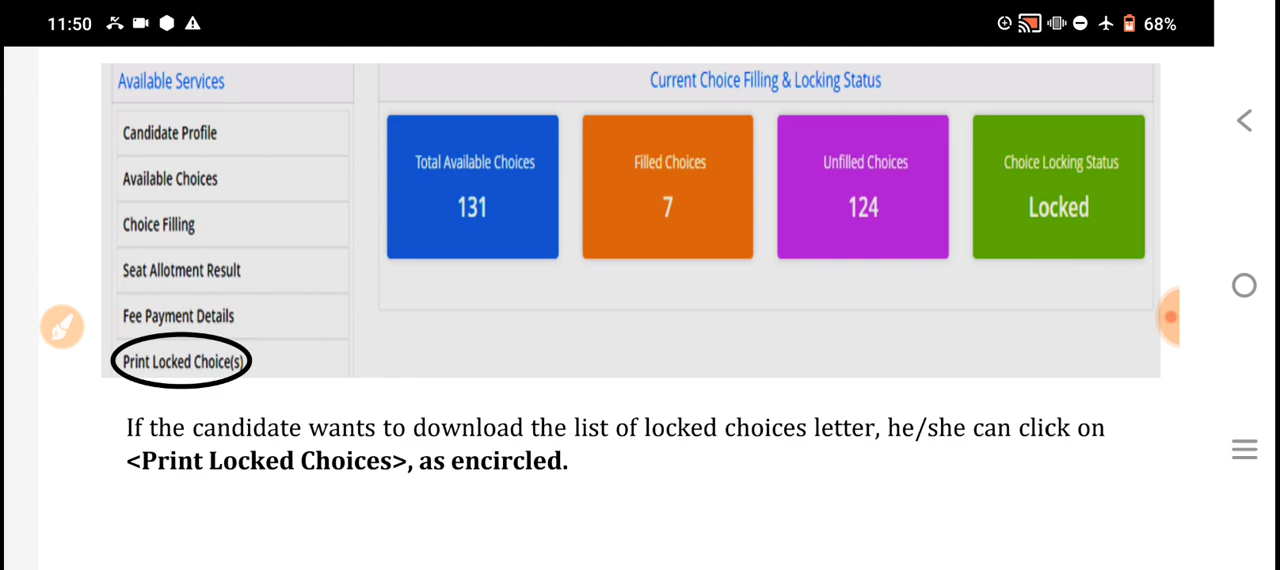 11:50
68%
Available Services
Current Choice Filling & Locking Status
Candidate Profile
Available Choices
Choice Filling
Seat Allotment Result
Fee Payment Details
Print Locked Choice(s)
Total Available Choices
131
Filled Choices
7
Unfilled Choices
124
Choice Locking Status
Locked
If the candidate wants to download the list of locked choices letter, he/she can click on
<Print Locked Choices>, as encircled.